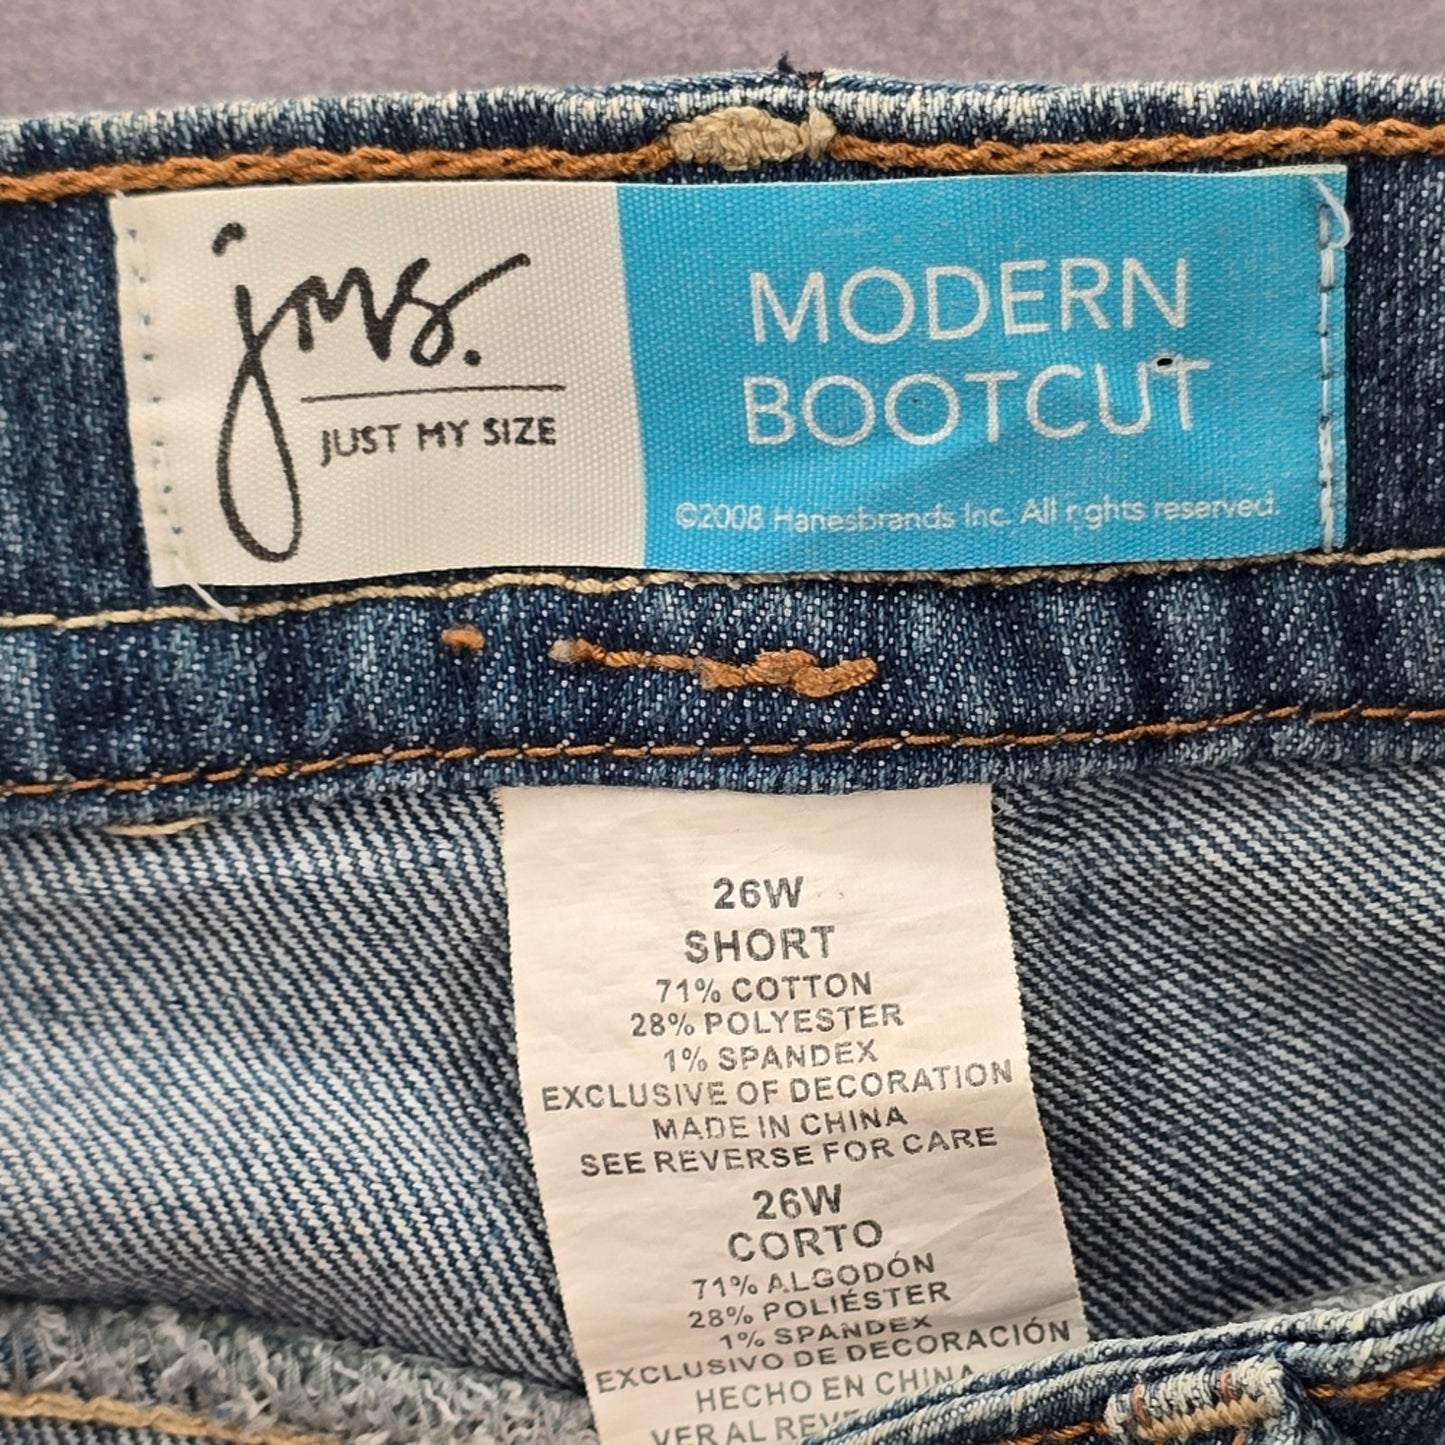 jms.
JUST MY SIZE
MODERN
BOOTCUT
©2008 Hanesbrands Inc. All rights reserved.
26W
SHORT
71% COTTON
28% POLYESTER
1% SPANDEX
EXCLUSIVE OF DECORATION
MADE IN CHINA
SEE REVERSE FOR CARE
26W
CORTO
71% ALGODÓN
28% POLIÉSTER
1% SPANDEX
EXCLUSIVO DE DECORACIÓN
HECHO EN CHINA
VER AL